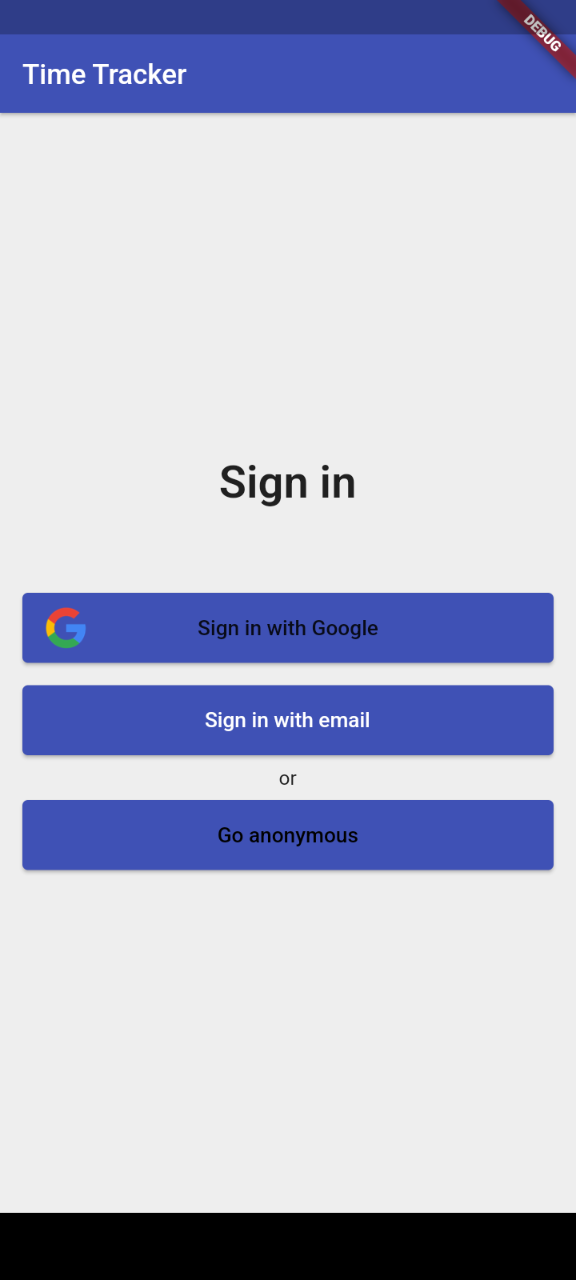 DEBUG
Time Tracker
Sign in
Sign in with Google
Sign in with email
or
Go anonymous